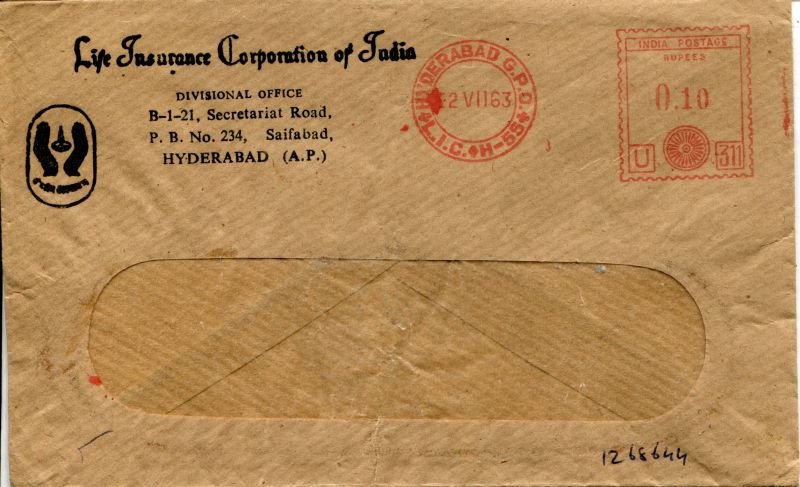 Life Insurance Corporation of India
DIVISIONAL OFFICE
B-1-21, Secretariat Road,
P. B. No. 234, Saifabad,
HYDERABAD (A.P.)
HYDERABAD G.P.O.
2 VII 63
L.I.C. H-55
INDIA POSTAGE
RUPEES
0.10
U 311
1268644